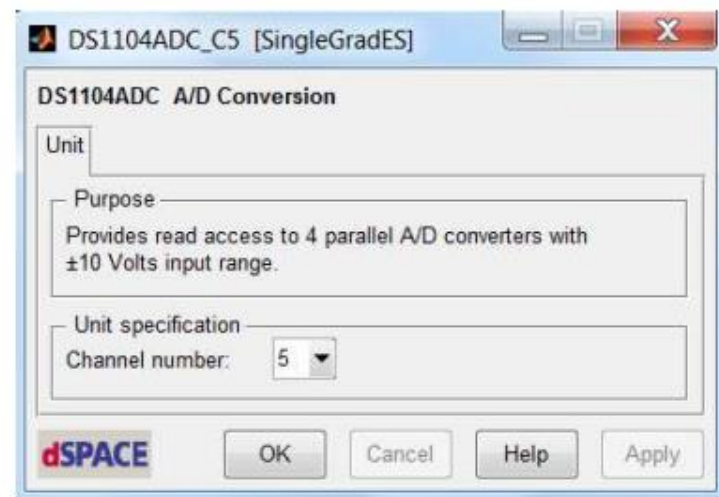 DS1104ADC_C5 [SingleGradES]
DS1104ADC A/D Conversion
Unit
Purpose
Provides read access to 4 parallel A/D converters with
±10 Volts input range.
Unit specification
Channel number: 5
dSPACE OK Cancel Help Apply